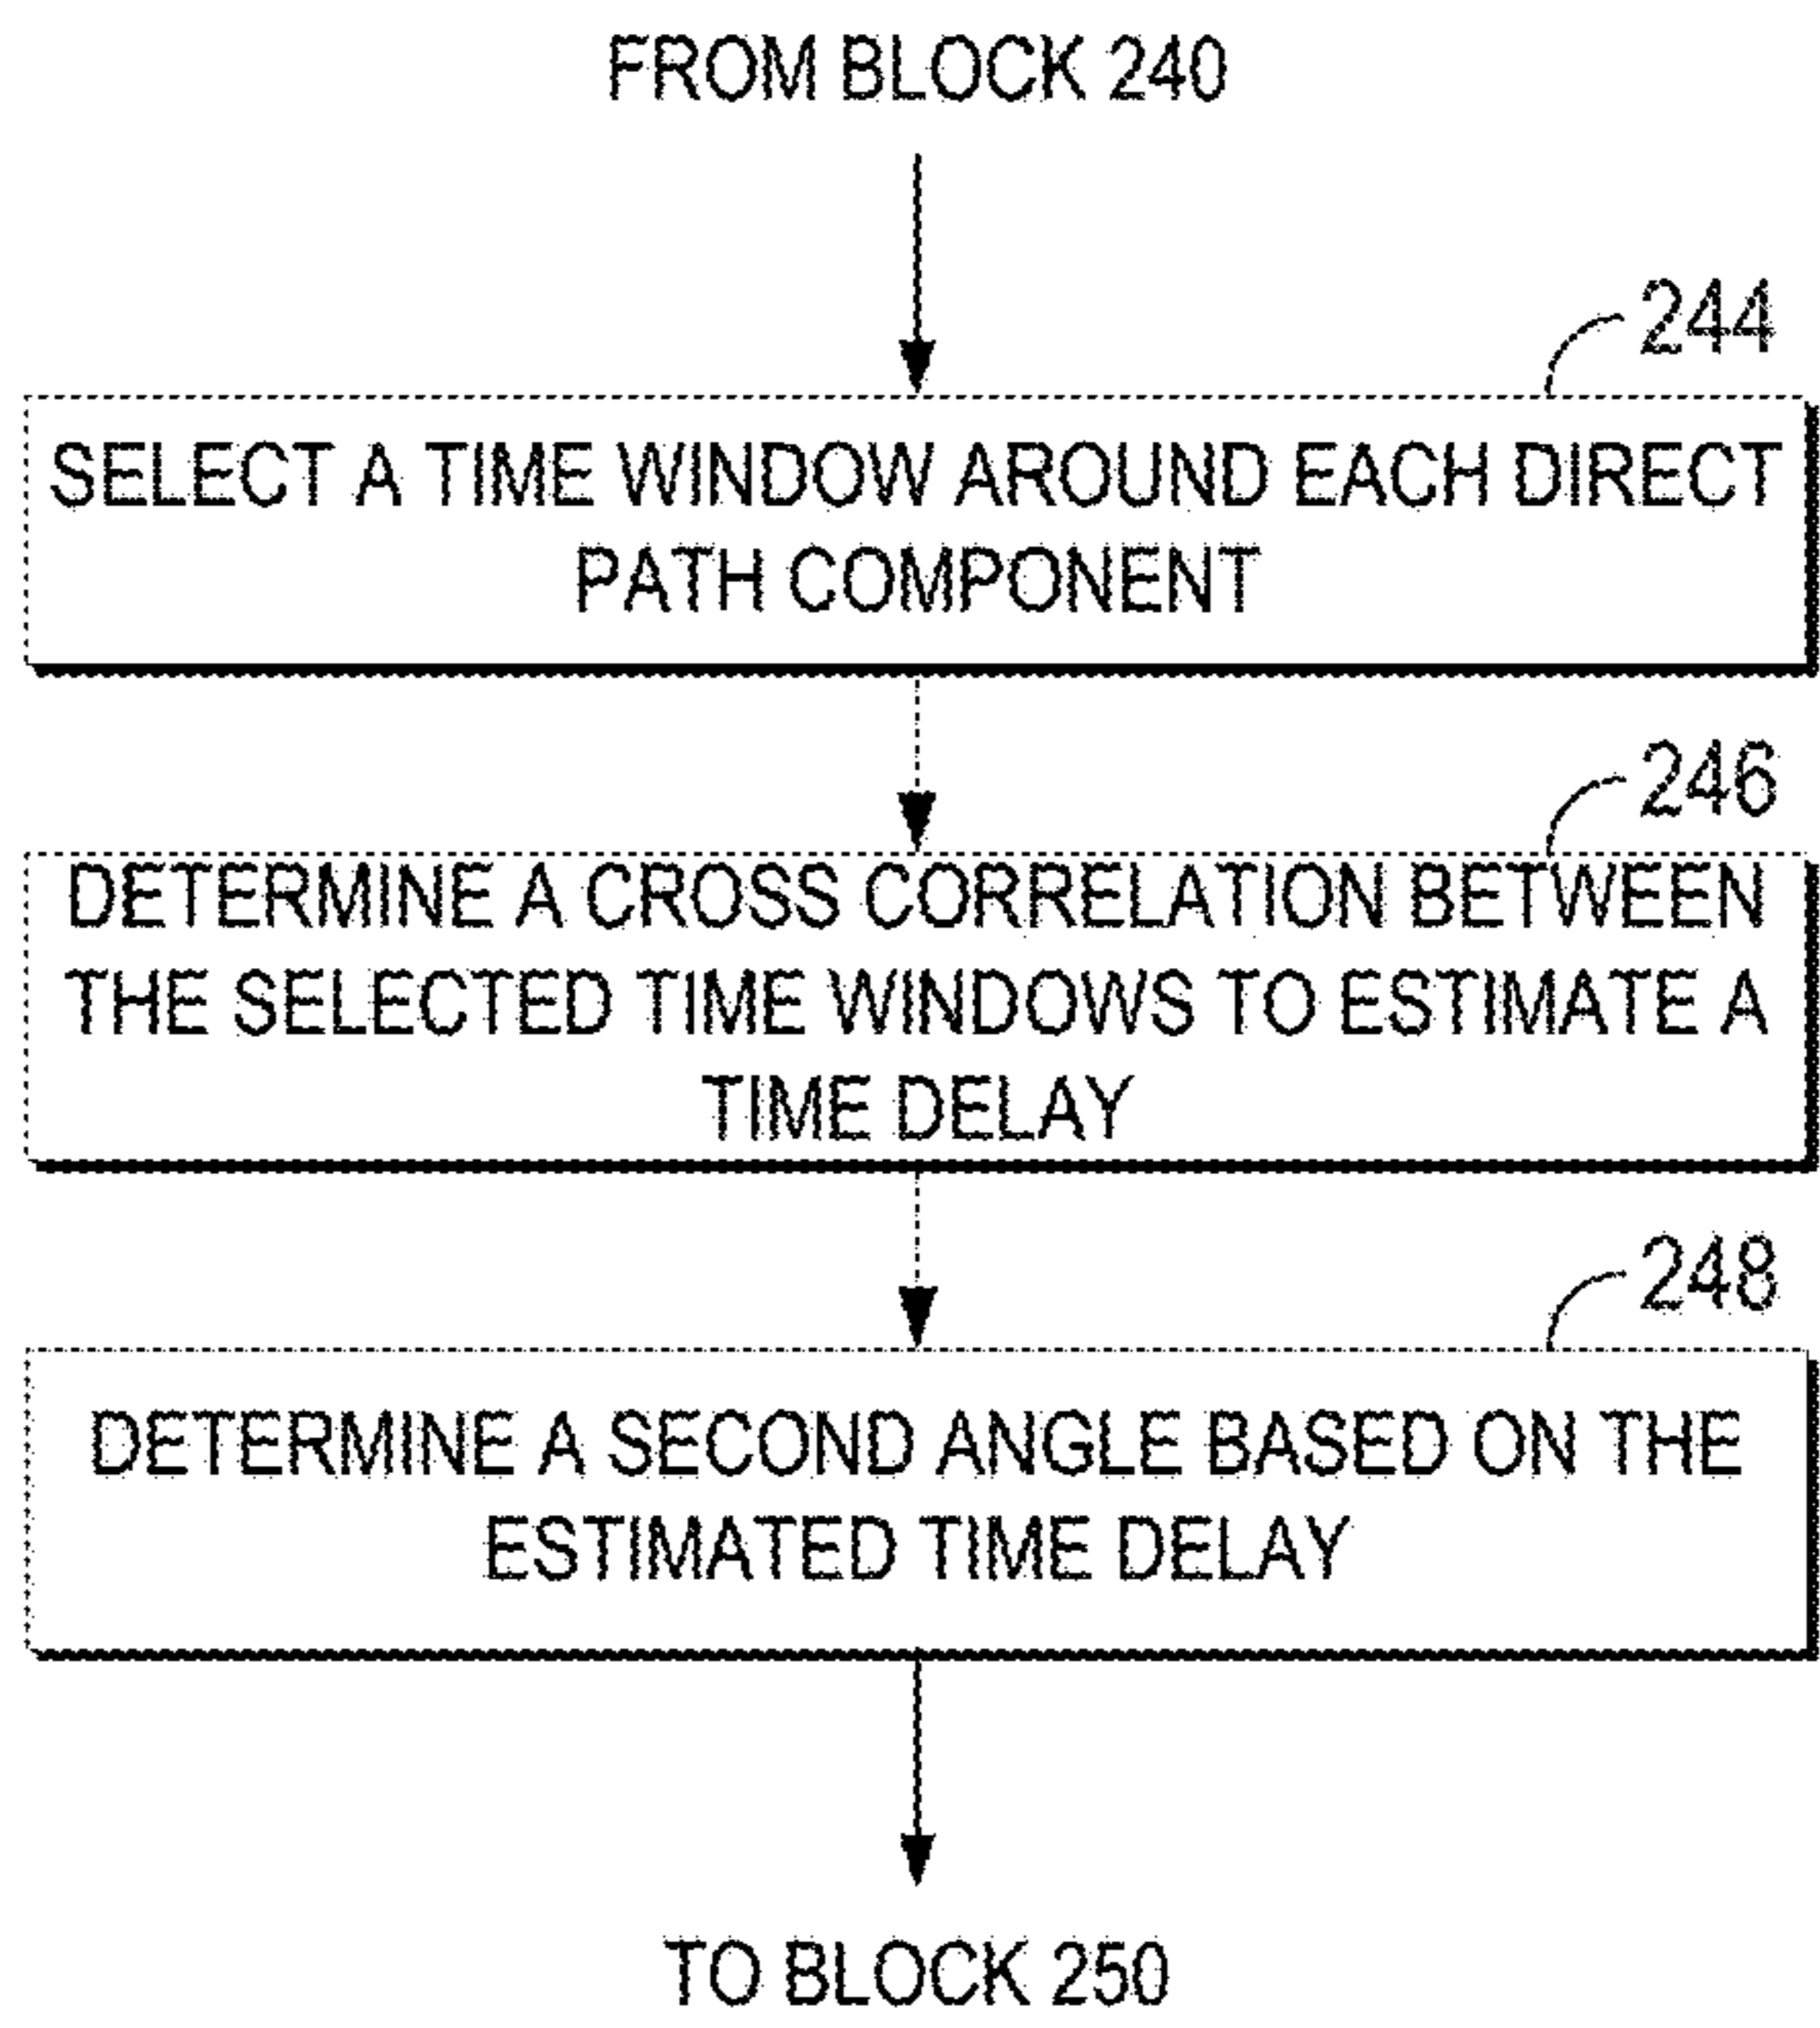 FROM BLOCK 240
244
SELECT A TIME WINDOW AROUND EACH DIRECT
PATH COMPONENT
246
DETERMINE A CROSS CORRELATION BETWEEN
THE SELECTED TIME WINDOWS TO ESTIMATE A
TIME DELAY
248
DETERMINE A SECOND ANGLE BASED ON THE
ESTIMATED TIME DELAY
TO BLOCK 250